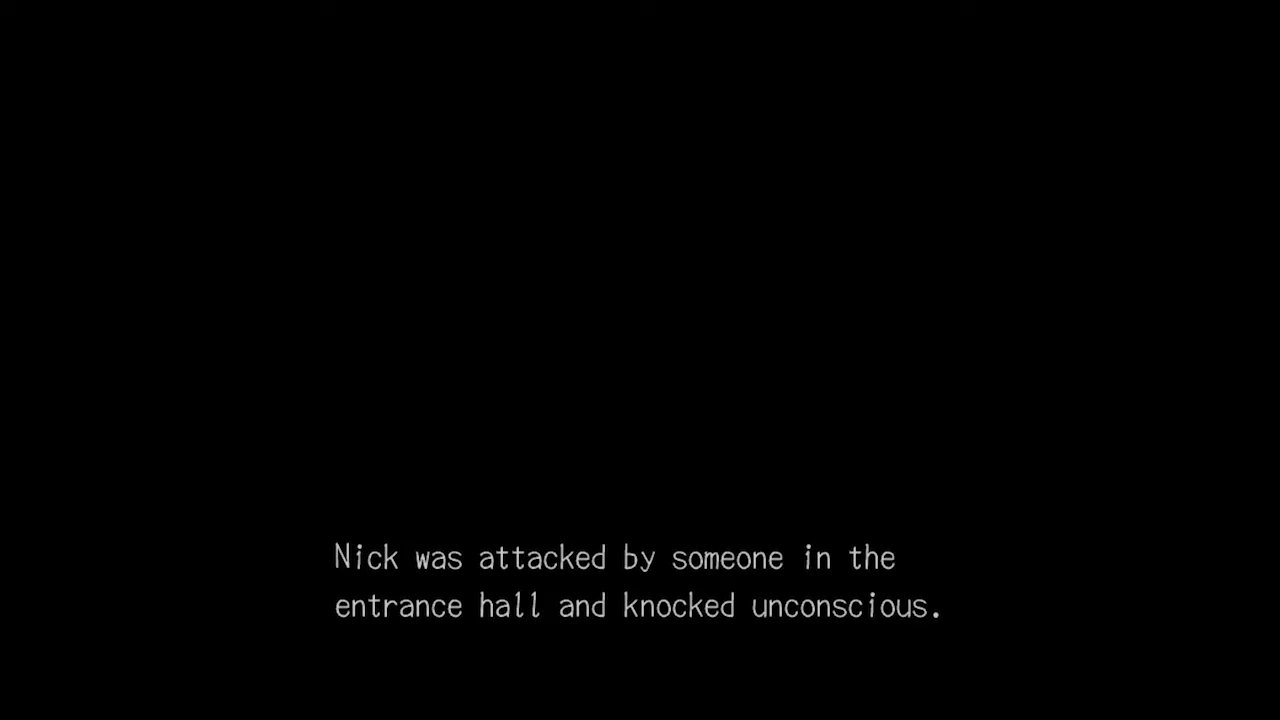 Nick was attacked by someone in the
entrance hall and knocked unconscious.